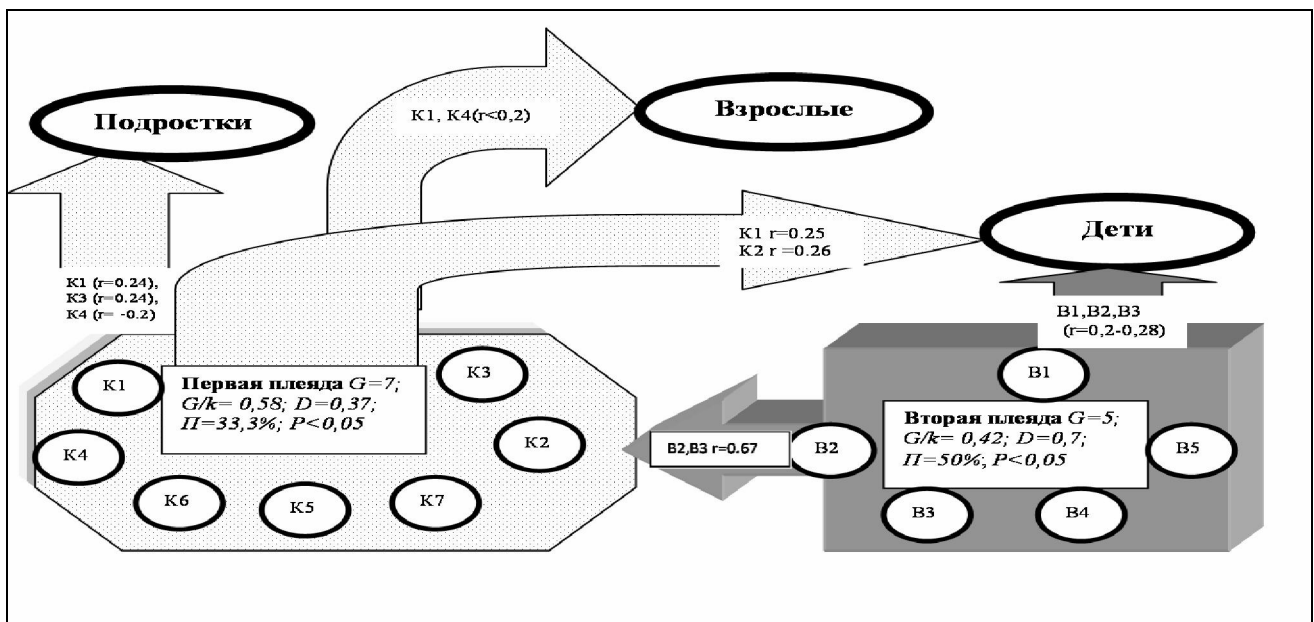 Подростки
К1, К4(r<0,2)
Взрослые
К1 r=0.25
К2 r =0.26
Дети
К1 (r=0.24),
К3 (r=0.24),
К4 (r= -0.2)
В1,В2,В3
(r=0,2-0,28)
К1
К3
Первая плеяда G=7;
G/k= 0,58; D=0,37;
П=33,3%; P<0,05
К4
К2
К6
К5
К7
В2,В3 r=0.67
В1
Вторая плеяда G=5;
G/k= 0,42; D=0,7;
П=50%; P<0,05
В2
В5
В3
В4